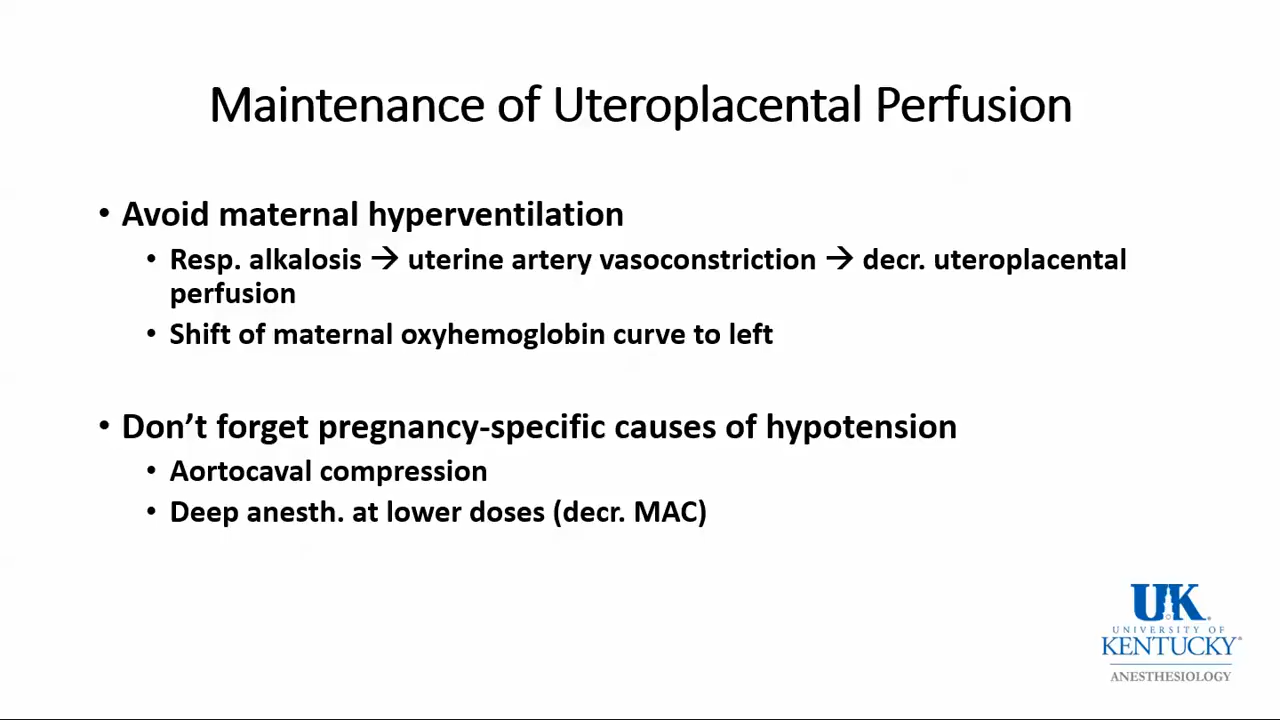 Maintenance of Uteroplacental Perfusion
• Avoid maternal hyperventilation
• Resp. alkalosis → uterine artery vasoconstriction → decr. uteroplacental
perfusion
• Shift of maternal oxyhemoglobin curve to left
• Don’t forget pregnancy-specific causes of hypotension
• Aortocaval compression
• Deep anesth. at lower doses (decr. MAC)
UK
UNIVERSITY OF
KENTUCKY
ANESTHESIOLOGY